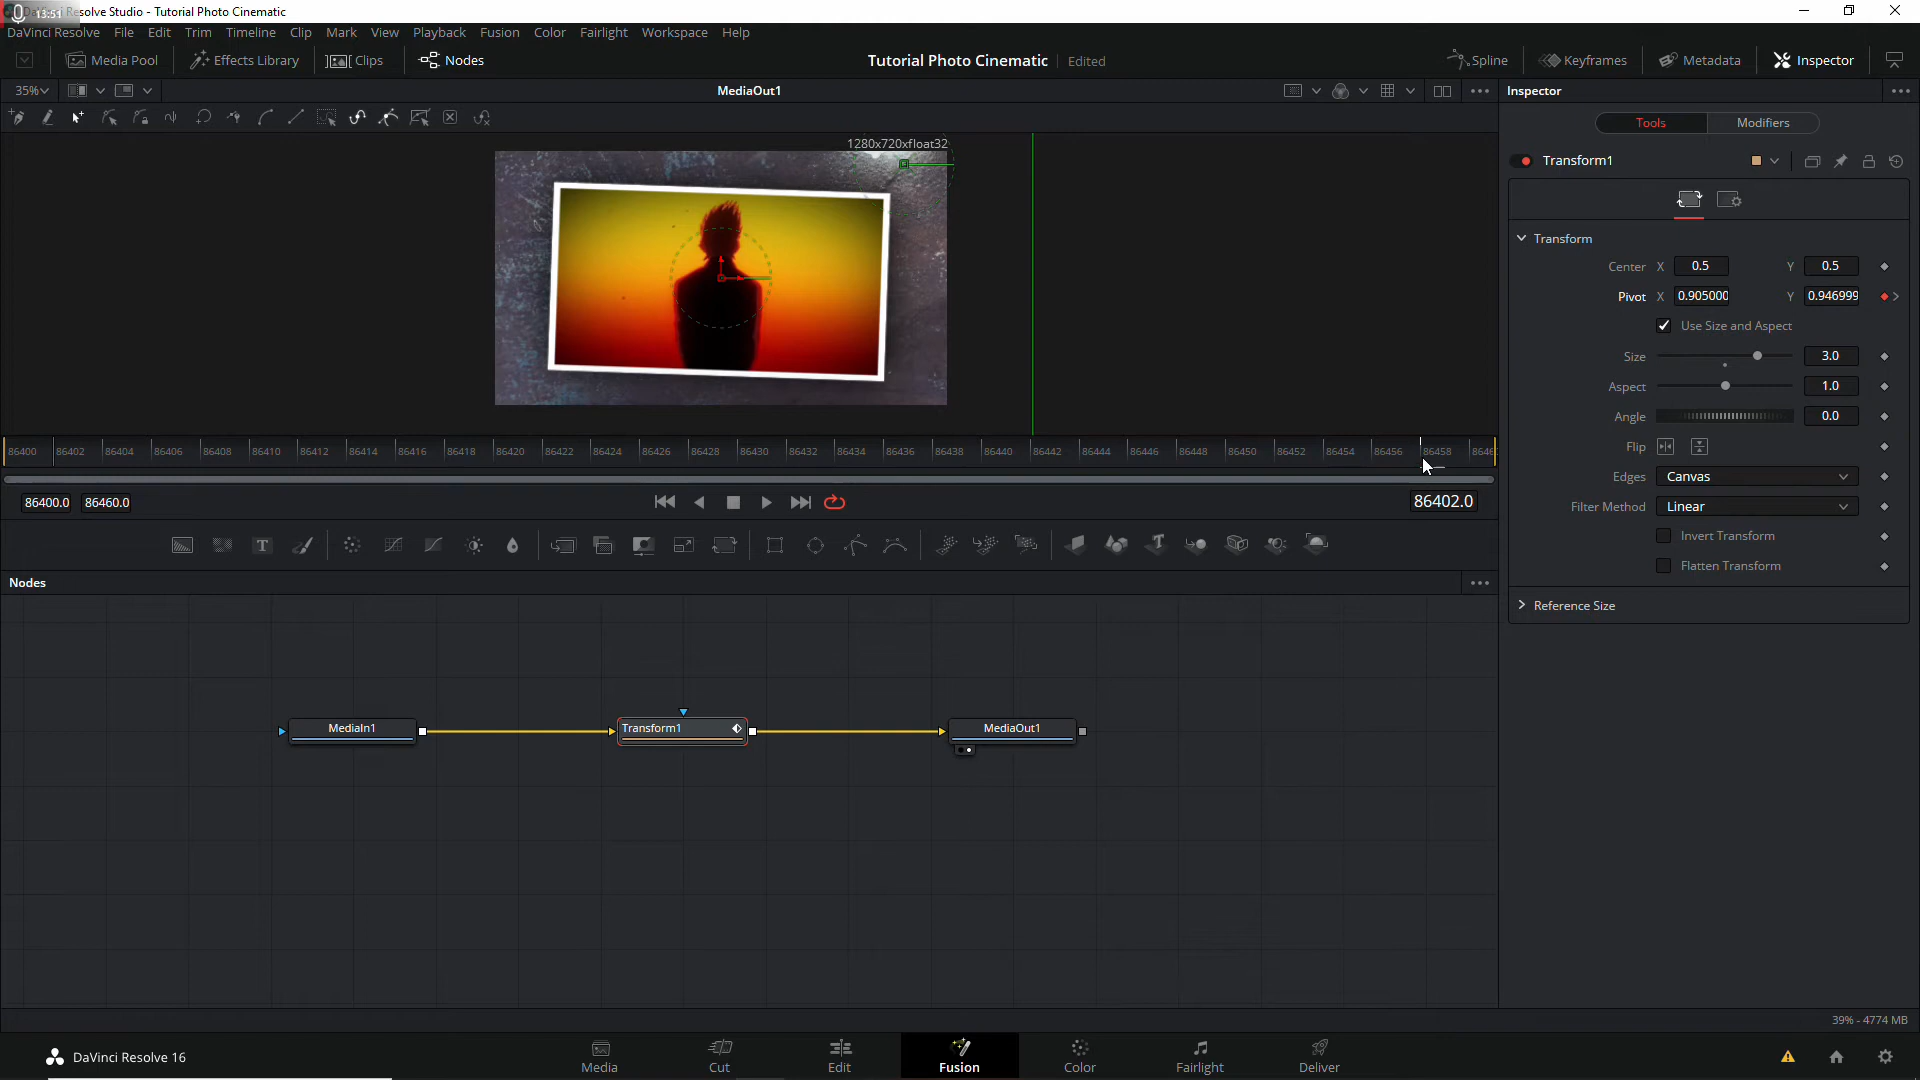 13:51
DaVinci Resolve Studio - Tutorial Photo Cinematic
DaVinci Resolve File Edit Trim Timeline Clip Mark View Playback Fusion Color Fairlight Workspace Help
Media Pool Effects Library Clips Nodes Tutorial Photo Cinematic Edited Spline Keyframes Metadata Inspector
35% MediaOut1 Inspector
Tools Modifiers
1280x720xfloat32
Transform1
Transform
Center X 0.5 Y 0.5
Pivot X 0.905000 Y 0.946999
Use Size and Aspect
Size 3.0
Aspect 1.0
Angle 0.0
Flip
86400 86402 86404 86406 86408 86410 86412 86414 86416 86418 86420 86422 86424 86426 86428 86430 86432 86434 86436 86438 86440 86442 86444 86446 86448 86450 86452 86454 86456 86458
Edges Canvas
86400.0 86460.0 86402.0
Filter Method Linear
Invert Transform
Flatten Transform
Nodes
Reference Size
MediaIn1 Transform1 MediaOut1
39% - 4774 MB
DaVinci Resolve 16
Media Cut Edit Fusion Color Fairlight Deliver